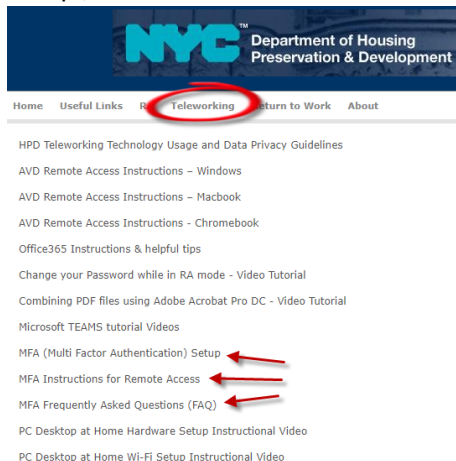 NYC™
Department of Housing
Preservation & Development
Home Useful Links Teleworking to Work About
HPD Teleworking Technology Usage and Data Privacy Guidelines
AVD Remote Access Instructions – Windows
AVD Remote Access Instructions – Macbook
AVD Remote Access Instructions - Chromebook
Office365 Instructions & helpful tips
Change your Password while in RA mode - Video Tutorial
Combining PDF files using Adobe Acrobat Pro DC - Video Tutorial
Microsoft TEAMS tutorial Videos
MFA (Multi Factor Authentication) Setup
MFA Instructions for Remote Access
MFA Frequently Asked Questions (FAQ)
PC Desktop at Home Hardware Setup Instructional Video
PC Desktop at Home Wi-Fi Setup Instructional Video